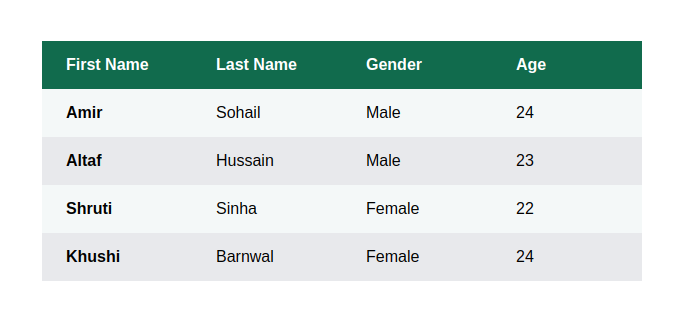 First Name Last Name Gender Age
Amir Sohail Male 24
Altaf Hussain Male 23
Shruti Sinha Female 22
Khushi Barnwal Female 24